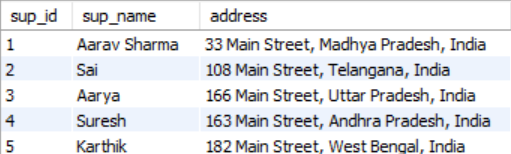 sup_id sup_name address
1 Aarav Sharma 33 Main Street, Madhya Pradesh, India
2 Sai 108 Main Street, Telangana, India
3 Aarya 166 Main Street, Uttar Pradesh, India
4 Suresh 163 Main Street, Andhra Pradesh, India
5 Karthik 182 Main Street, West Bengal, India